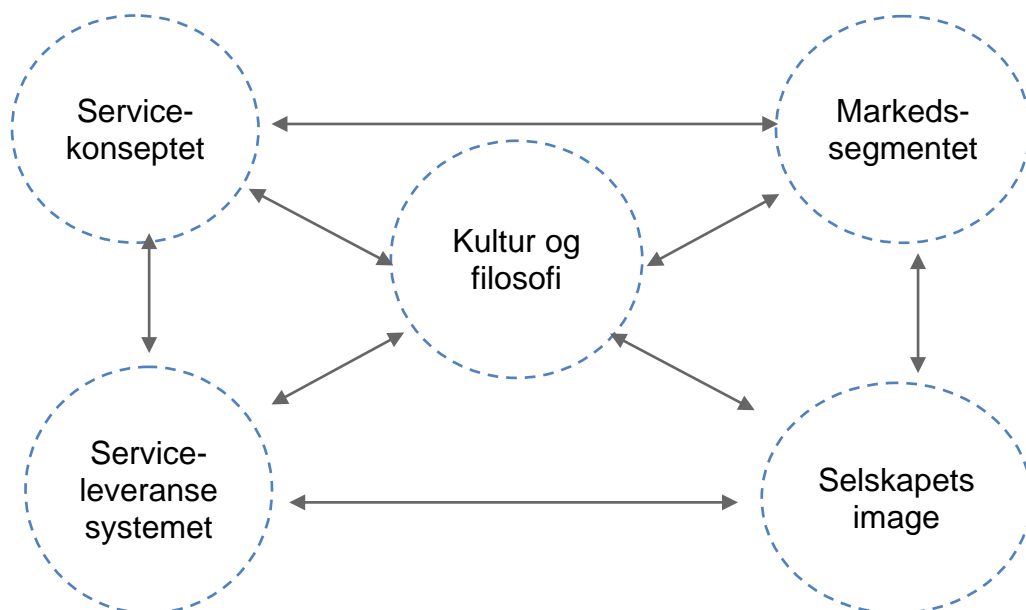 Service-
konseptet
Markeds-
segmentet
Kultur og
filosofi
Service-
leveranse
systemet
Selskapets
image